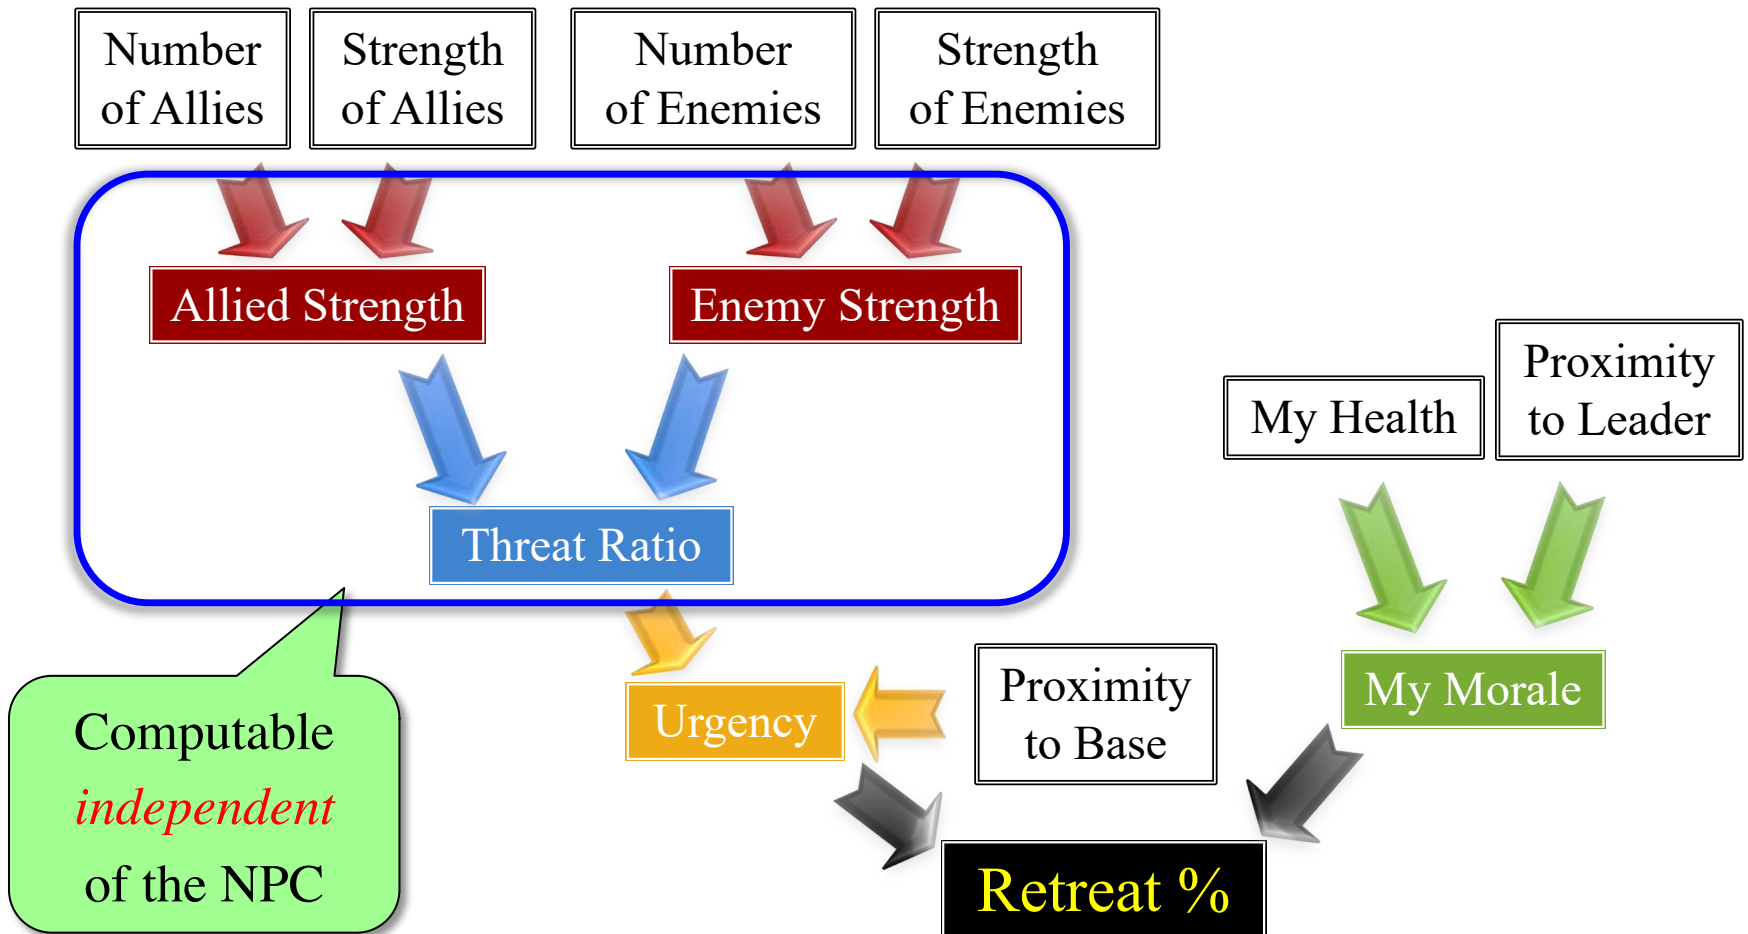 Number
of Allies
Strength
of Allies
Number
of Enemies
Strength
of Enemies
Allied Strength
Enemy Strength
Proximity
to Leader
My Health
Threat Ratio
Proximity
to Base
My Morale
Urgency
Computable
independent
of the NPC
Retreat %